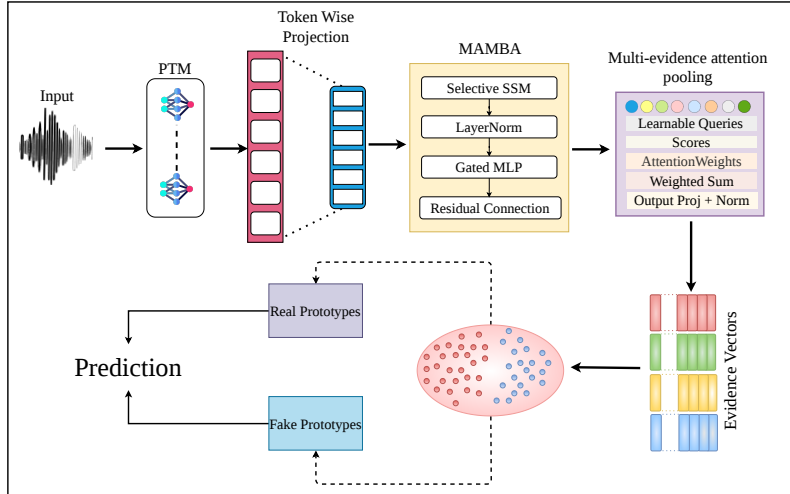 Input
PTM
Token Wise
Projection
MAMBA
Selective SSM
LayerNorm
Gated MLP
Residual Connection
Multi-evidence attention
pooling
Learnable Queries
Scores
AttentionWeights
Weighted Sum
Output Proj + Norm
Evidence Vectors
Real Prototypes
Prediction
Fake Prototypes